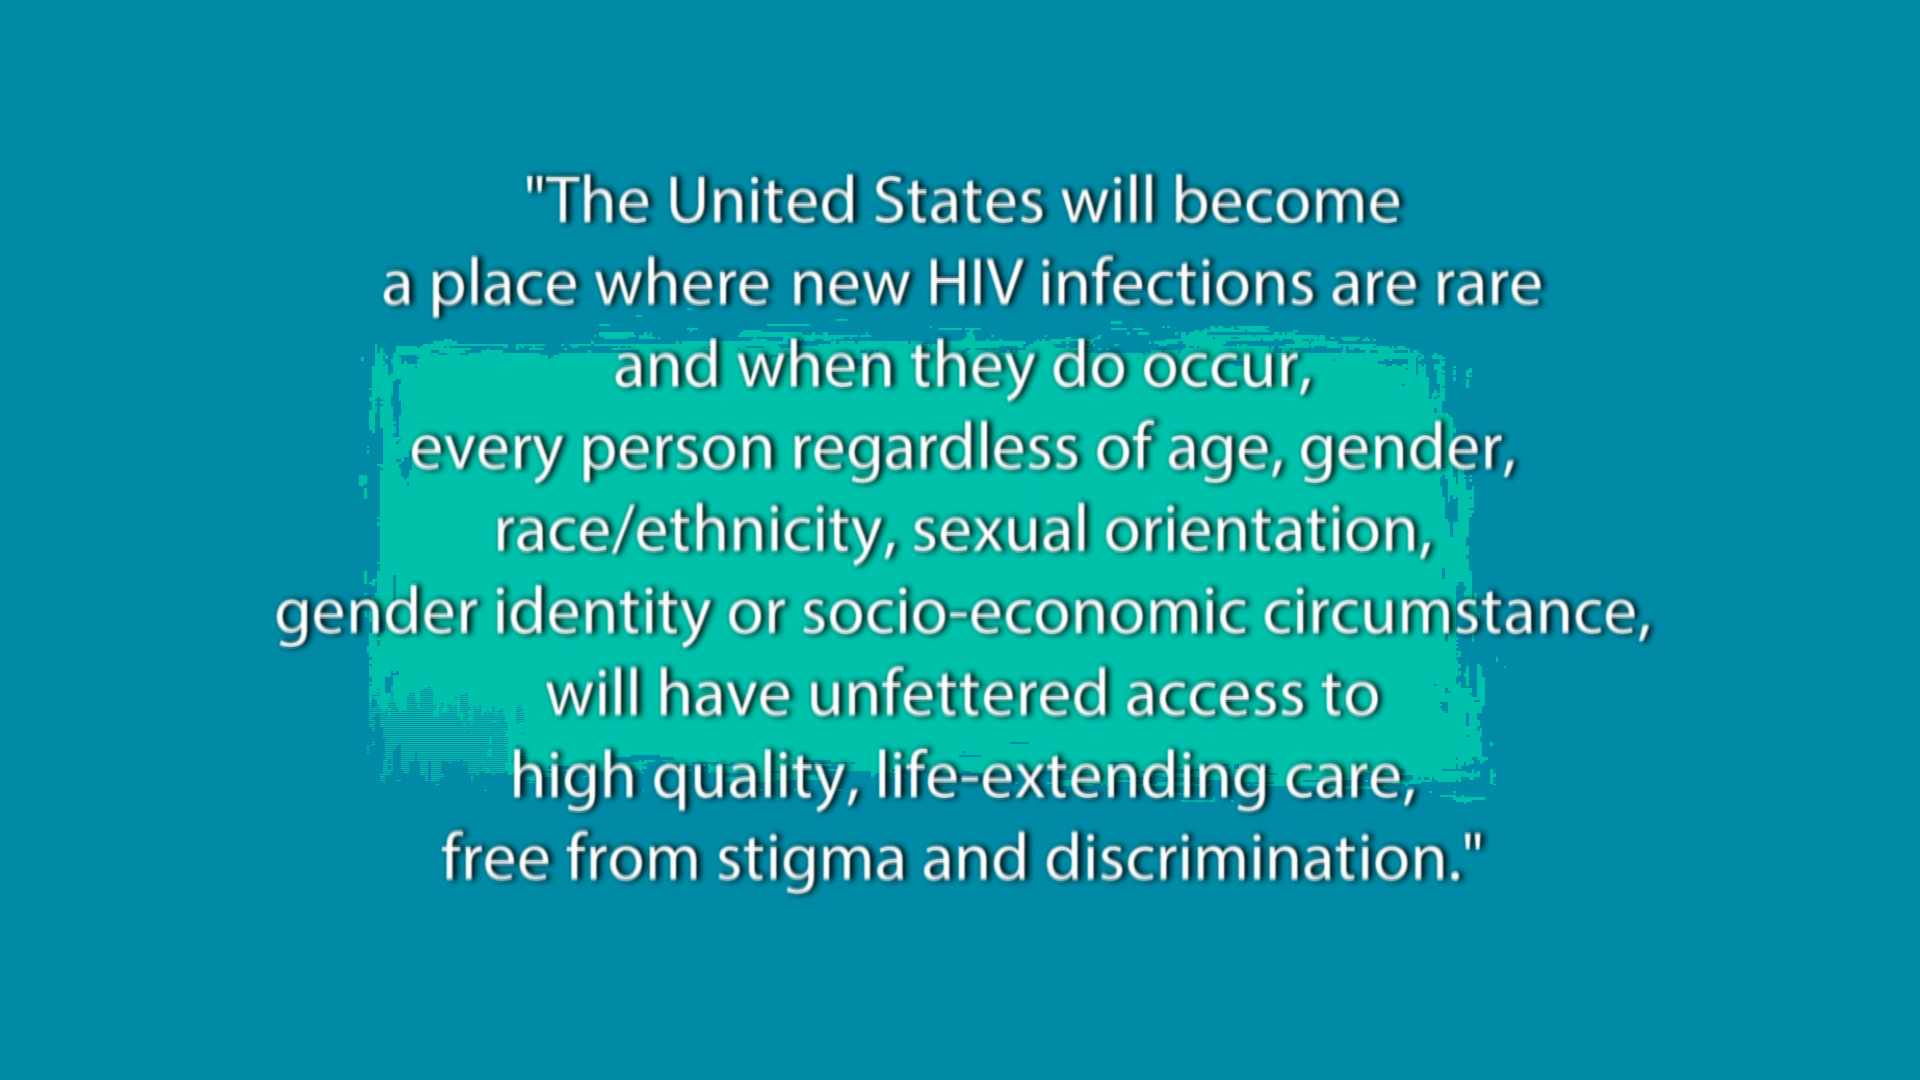 "The United States will become
a place where new HIV infections are rare
and when they do occur,
every person regardless of age, gender,
race/ethnicity, sexual orientation,
gender identity or socio-economic circumstance,
will have unfettered access to
high quality, life-extending care,
free from stigma and discrimination."